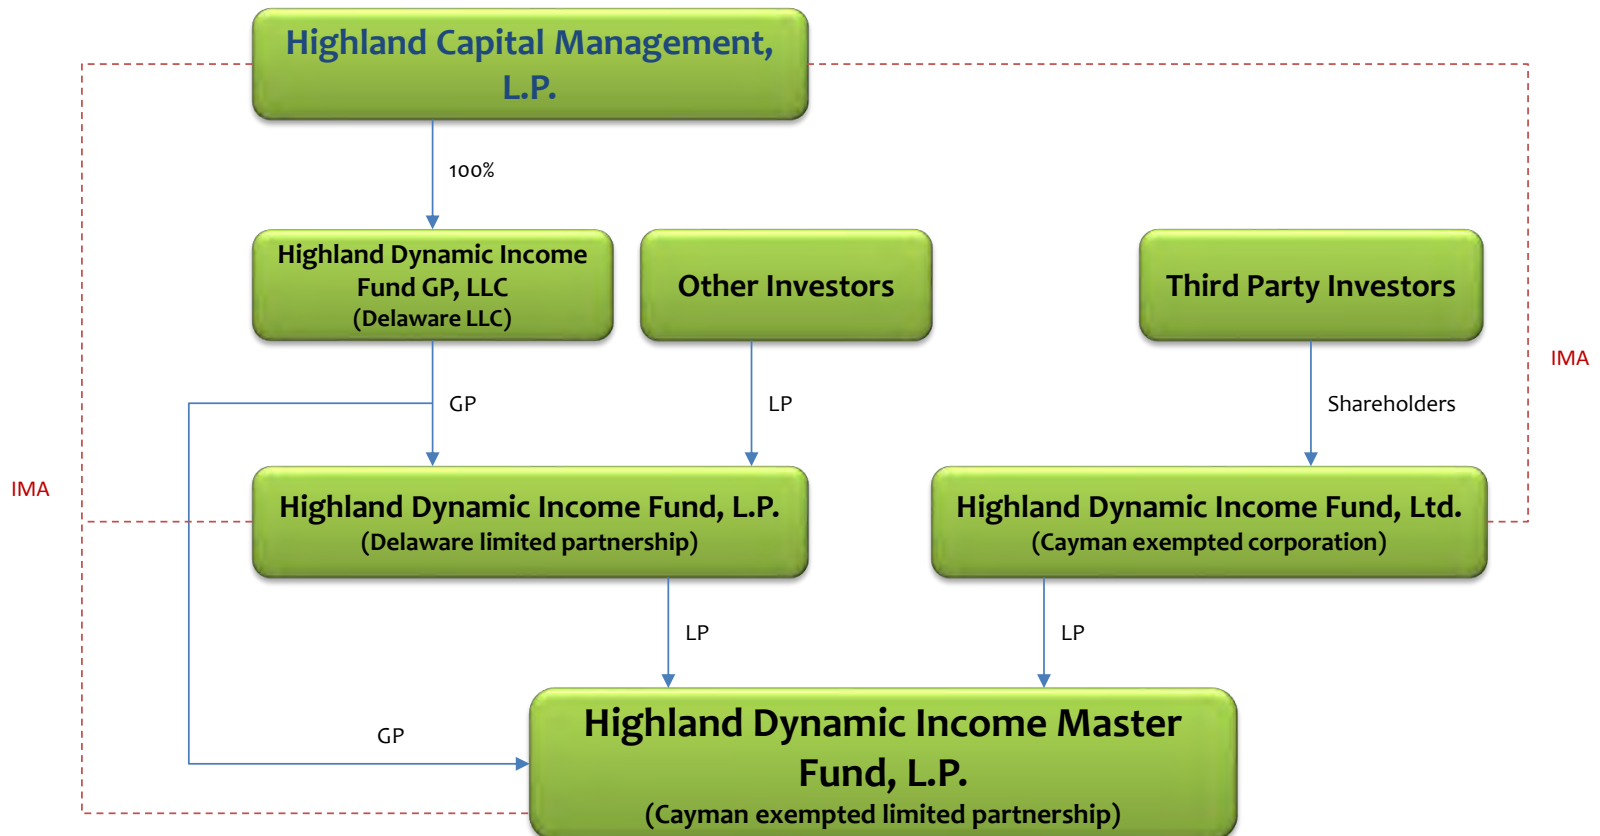 Highland Capital Management,
L.P.
100%
Highland Dynamic Income
Fund GP, LLC
(Delaware LLC)
Other Investors
Third Party Investors
IMA
GP
LP
Shareholders
IMA
Highland Dynamic Income Fund, L.P.
(Delaware limited partnership)
Highland Dynamic Income Fund, Ltd.
(Cayman exempted corporation)
LP
LP
GP
Highland Dynamic Income Master
Fund, L.P.
(Cayman exempted limited partnership)